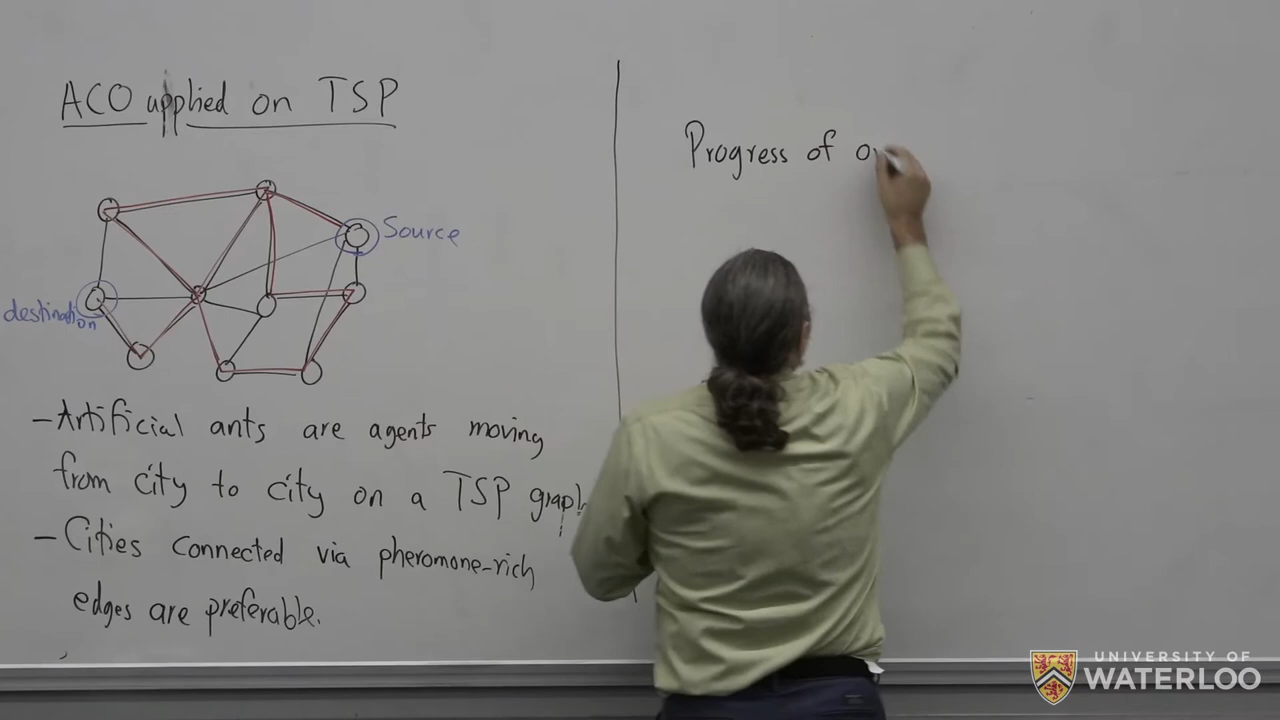 ACO applied on TSP
Source
destination
- Artificial ants are agents moving
from city to city on a TSP graph
- Cities connected via pheromone-rich
edges are preferable.
Progress of
UNIVERSITY OF
WATERLOO